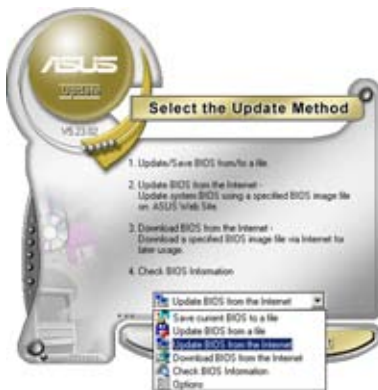 ASUS
Update
V5.23.02
Select the Update Method
1. Update/Save BIOS from/to a file
2. Update BIOS from the Internet -
Update system BIOS using a specified BIOS image file
on ASUS Web Site.
3. Download BIOS from the Internet -
Download a specified BIOS image file via Internet for
later usage.
4. Check BIOS Information
Update BIOS from the Internet
Save current BIOS to a file
Update BIOS from a file
Update BIOS from the Internet
Download BIOS from the Internet
Check BIOS Information
Options